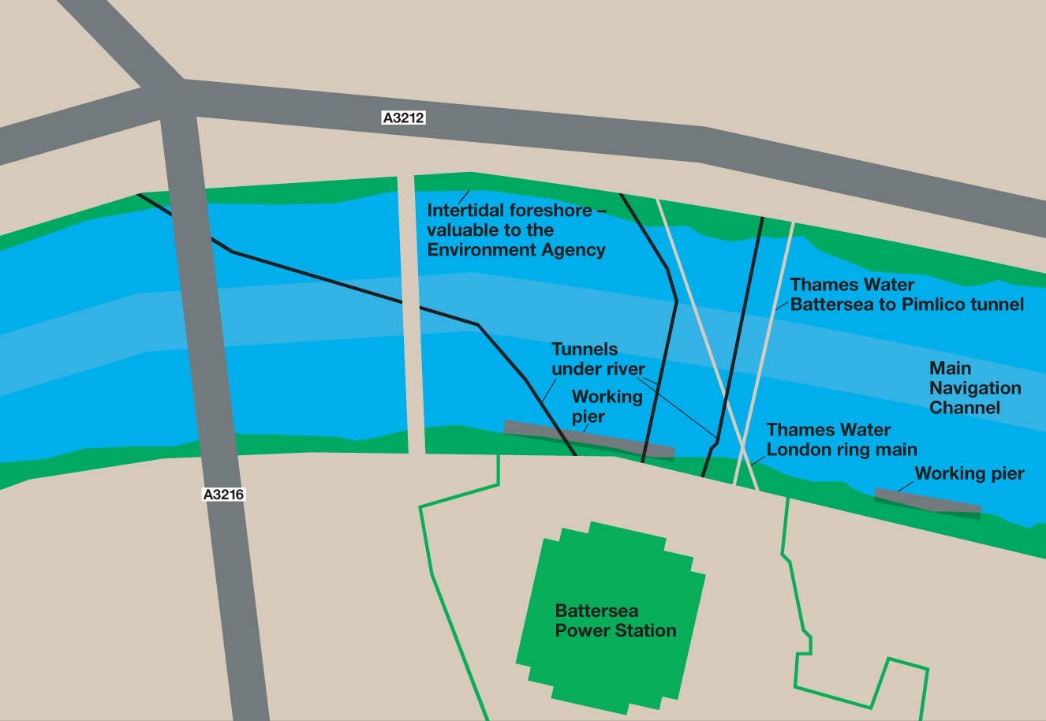 A3212
Intertidal foreshore –
valuable to the
Environment Agency
Thames Water
Battersea to Pimlico tunnel
Tunnels
under river
Working
pier
Main
Navigation
Channel
Thames Water
London ring main
Working pier
A3216
Battersea
Power Station